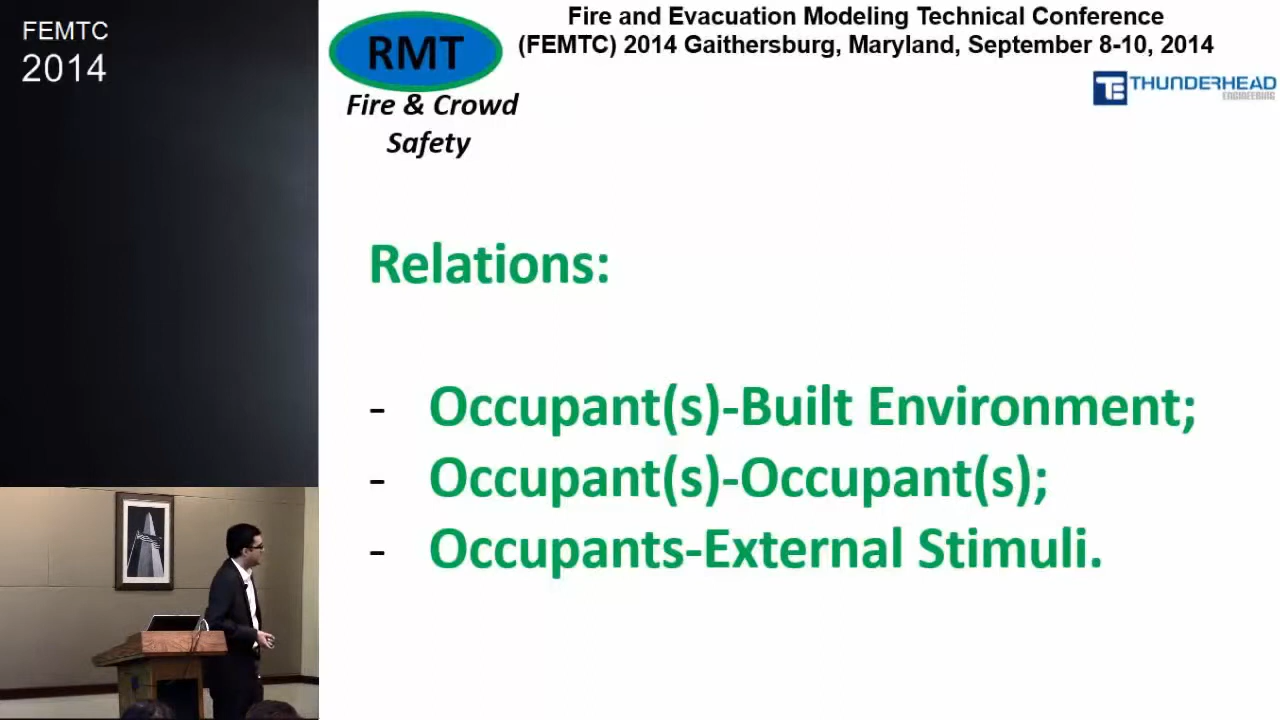 FEMTC
2014
RMT
Fire & Crowd
Safety
Fire and Evacuation Modeling Technical Conference
(FEMTC) 2014 Gaithersburg, Maryland, September 8-10, 2014
THUNDERHEAD
ENGINEERING
Relations:
- Occupant(s)-Built Environment;
- Occupant(s)-Occupant(s);
- Occupants-External Stimuli.